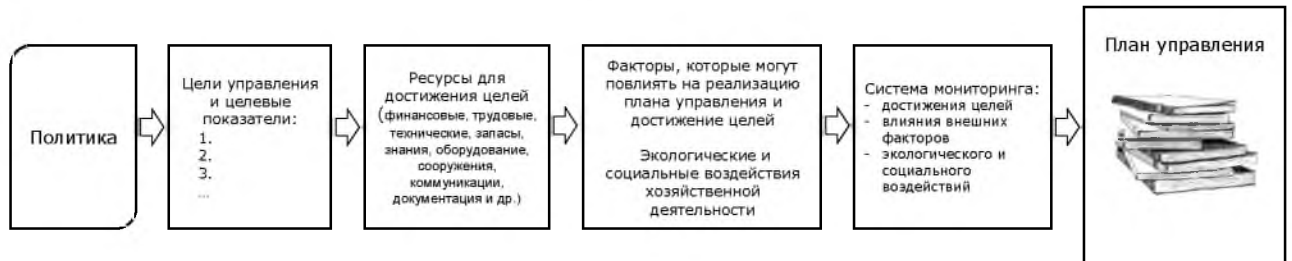 Политика
Цели управления
и целевые
показатели:
1.
2.
3.
...
Ресурсы для
достижения целей
(финансовые, трудовые,
технические, запасы,
знания, оборудование,
сооружения,
коммуникации,
документация и др.)
Факторы, которые могут
повлиять на реализацию
плана управления и
достижение целей
Экологические и
социальные воздействия
хозяйственной
деятельности
Система мониторинга:
- достижения целей
- влияния внешних
факторов
- экологического и
социального
воздействий
План управления